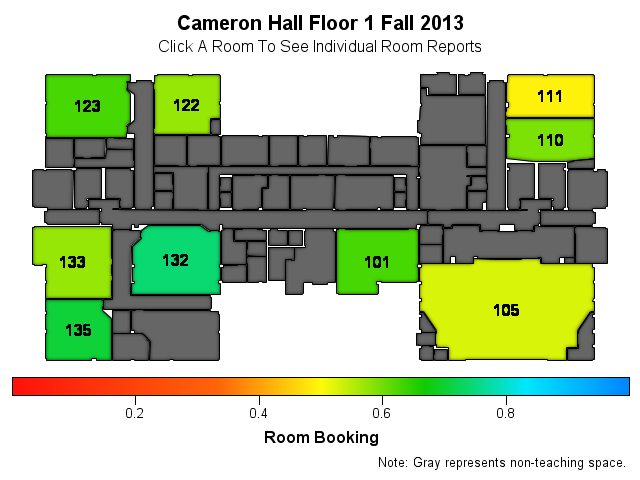 Cameron Hall Floor 1 Fall 2013
Click A Room To See Individual Room Reports
123
122
111
110
133
132
101
105
135
0.2 0.4 0.6 0.8
Room Booking
Note: Gray represents non-teaching space.